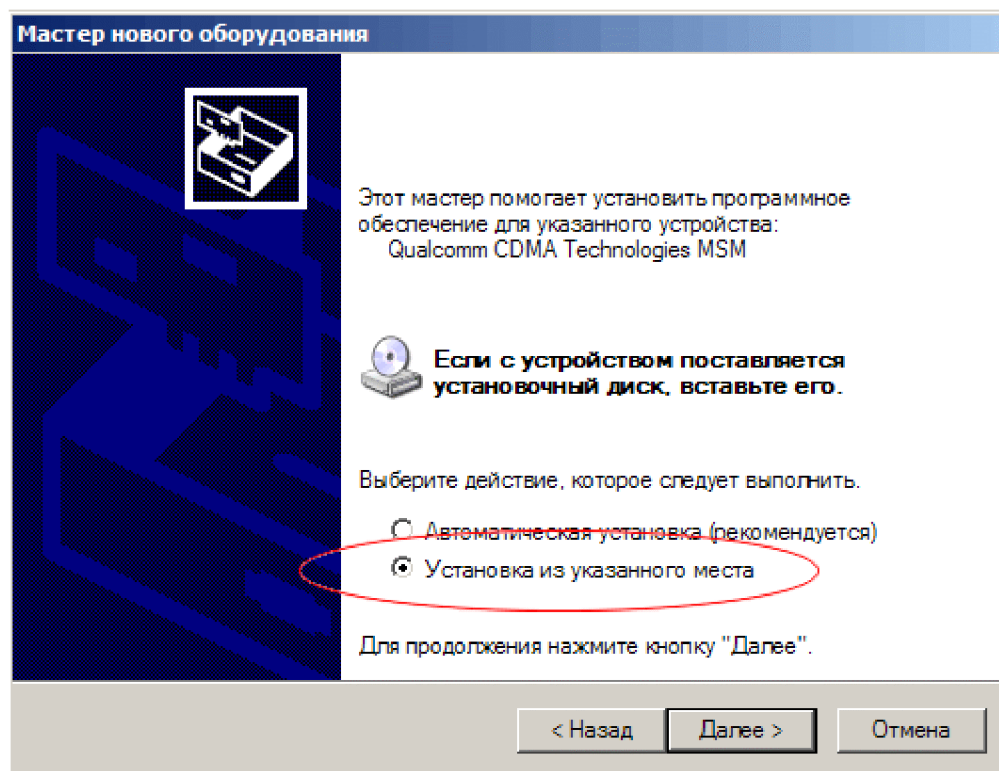 Мастер нового оборудования
Этот мастер помогает установить программное
обеспечение для указанного устройства:
Qualcomm CDMA Technologies MSM
Если с устройством поставляется
установочный диск, вставьте его.
Выберите действие, которое следует выполнить.
Автоматическая установка (рекомендуется)
Установка из указанного места
Для продолжения нажмите кнопку "Далее".
< Назад
Далее >
Отмена